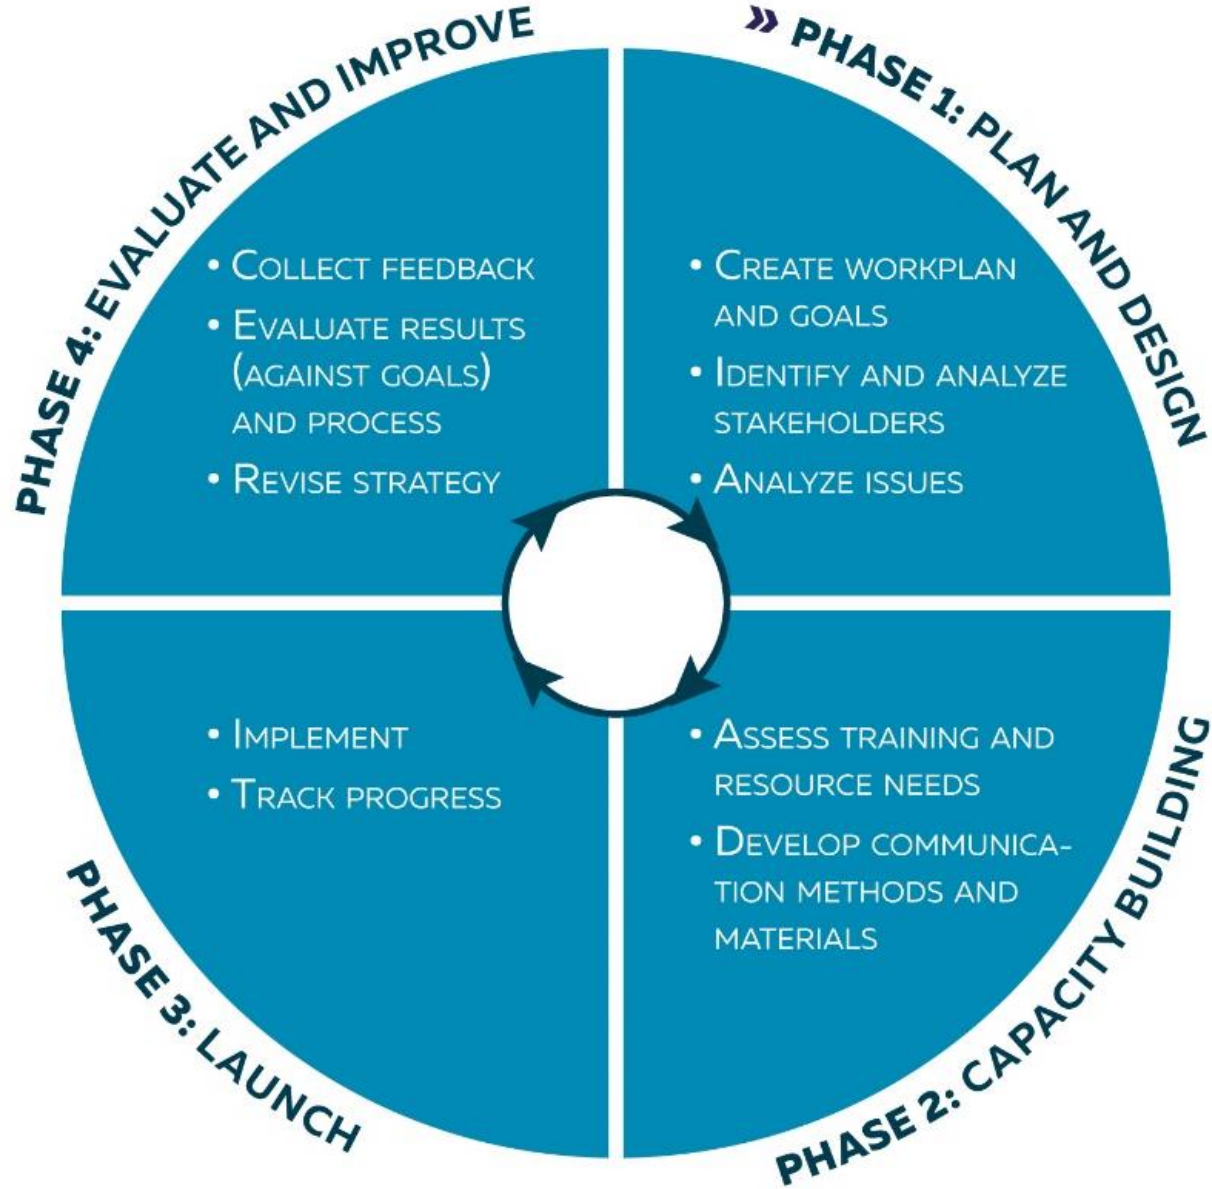 » PHASE 1: PLAN AND DESIGN
• CREATE WORKPLAN
AND GOALS
• IDENTIFY AND ANALYZE
STAKEHOLDERS
• ANALYZE ISSUES
PHASE 2: CAPACITY BUILDING
• ASSESS TRAINING AND
RESOURCE NEEDS
• DEVELOP COMMUNICA-
TION METHODS AND
MATERIALS
PHASE 3: LAUNCH
• IMPLEMENT
• TRACK PROGRESS
PHASE 4: EVALUATE AND IMPROVE
• COLLECT FEEDBACK
• EVALUATE RESULTS
(AGAINST GOALS)
AND PROCESS
• REVISE STRATEGY